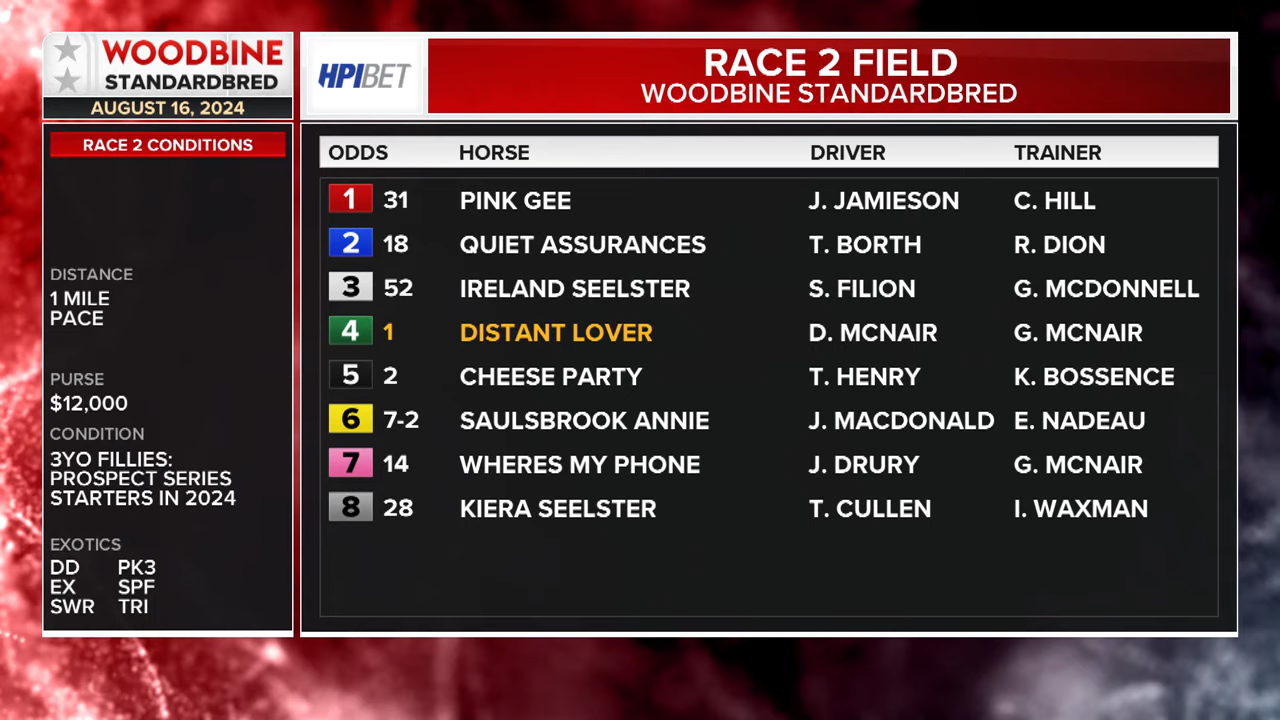 WOODBINE
STANDARDBRED
AUGUST 16, 2024
HPIBET
RACE 2 FIELD
WOODBINE STANDARDBRED
RACE 2 CONDITIONS
DISTANCE
1 MILE
PACE
PURSE
$12,000
CONDITION
3YO FILLIES:
PROSPECT SERIES
STARTERS IN 2024
EXOTICS
DD PK3
EX SPF
SWR TRI
ODDS HORSE DRIVER TRAINER
1 31 PINK GEE J. JAMIESON C. HILL
2 18 QUIET ASSURANCES T. BORTH R. DION
3 52 IRELAND SEELSTER S. FILION G. MCDONNELL
4 1 DISTANT LOVER D. MCNAIR G. MCNAIR
5 2 CHEESE PARTY T. HENRY K. BOSSENCE
6 7-2 SAULSBROOK ANNIE J. MACDONALD E. NADEAU
7 14 WHERES MY PHONE J. DRURY G. MCNAIR
8 28 KIERA SEELSTER T. CULLEN I. WAXMAN